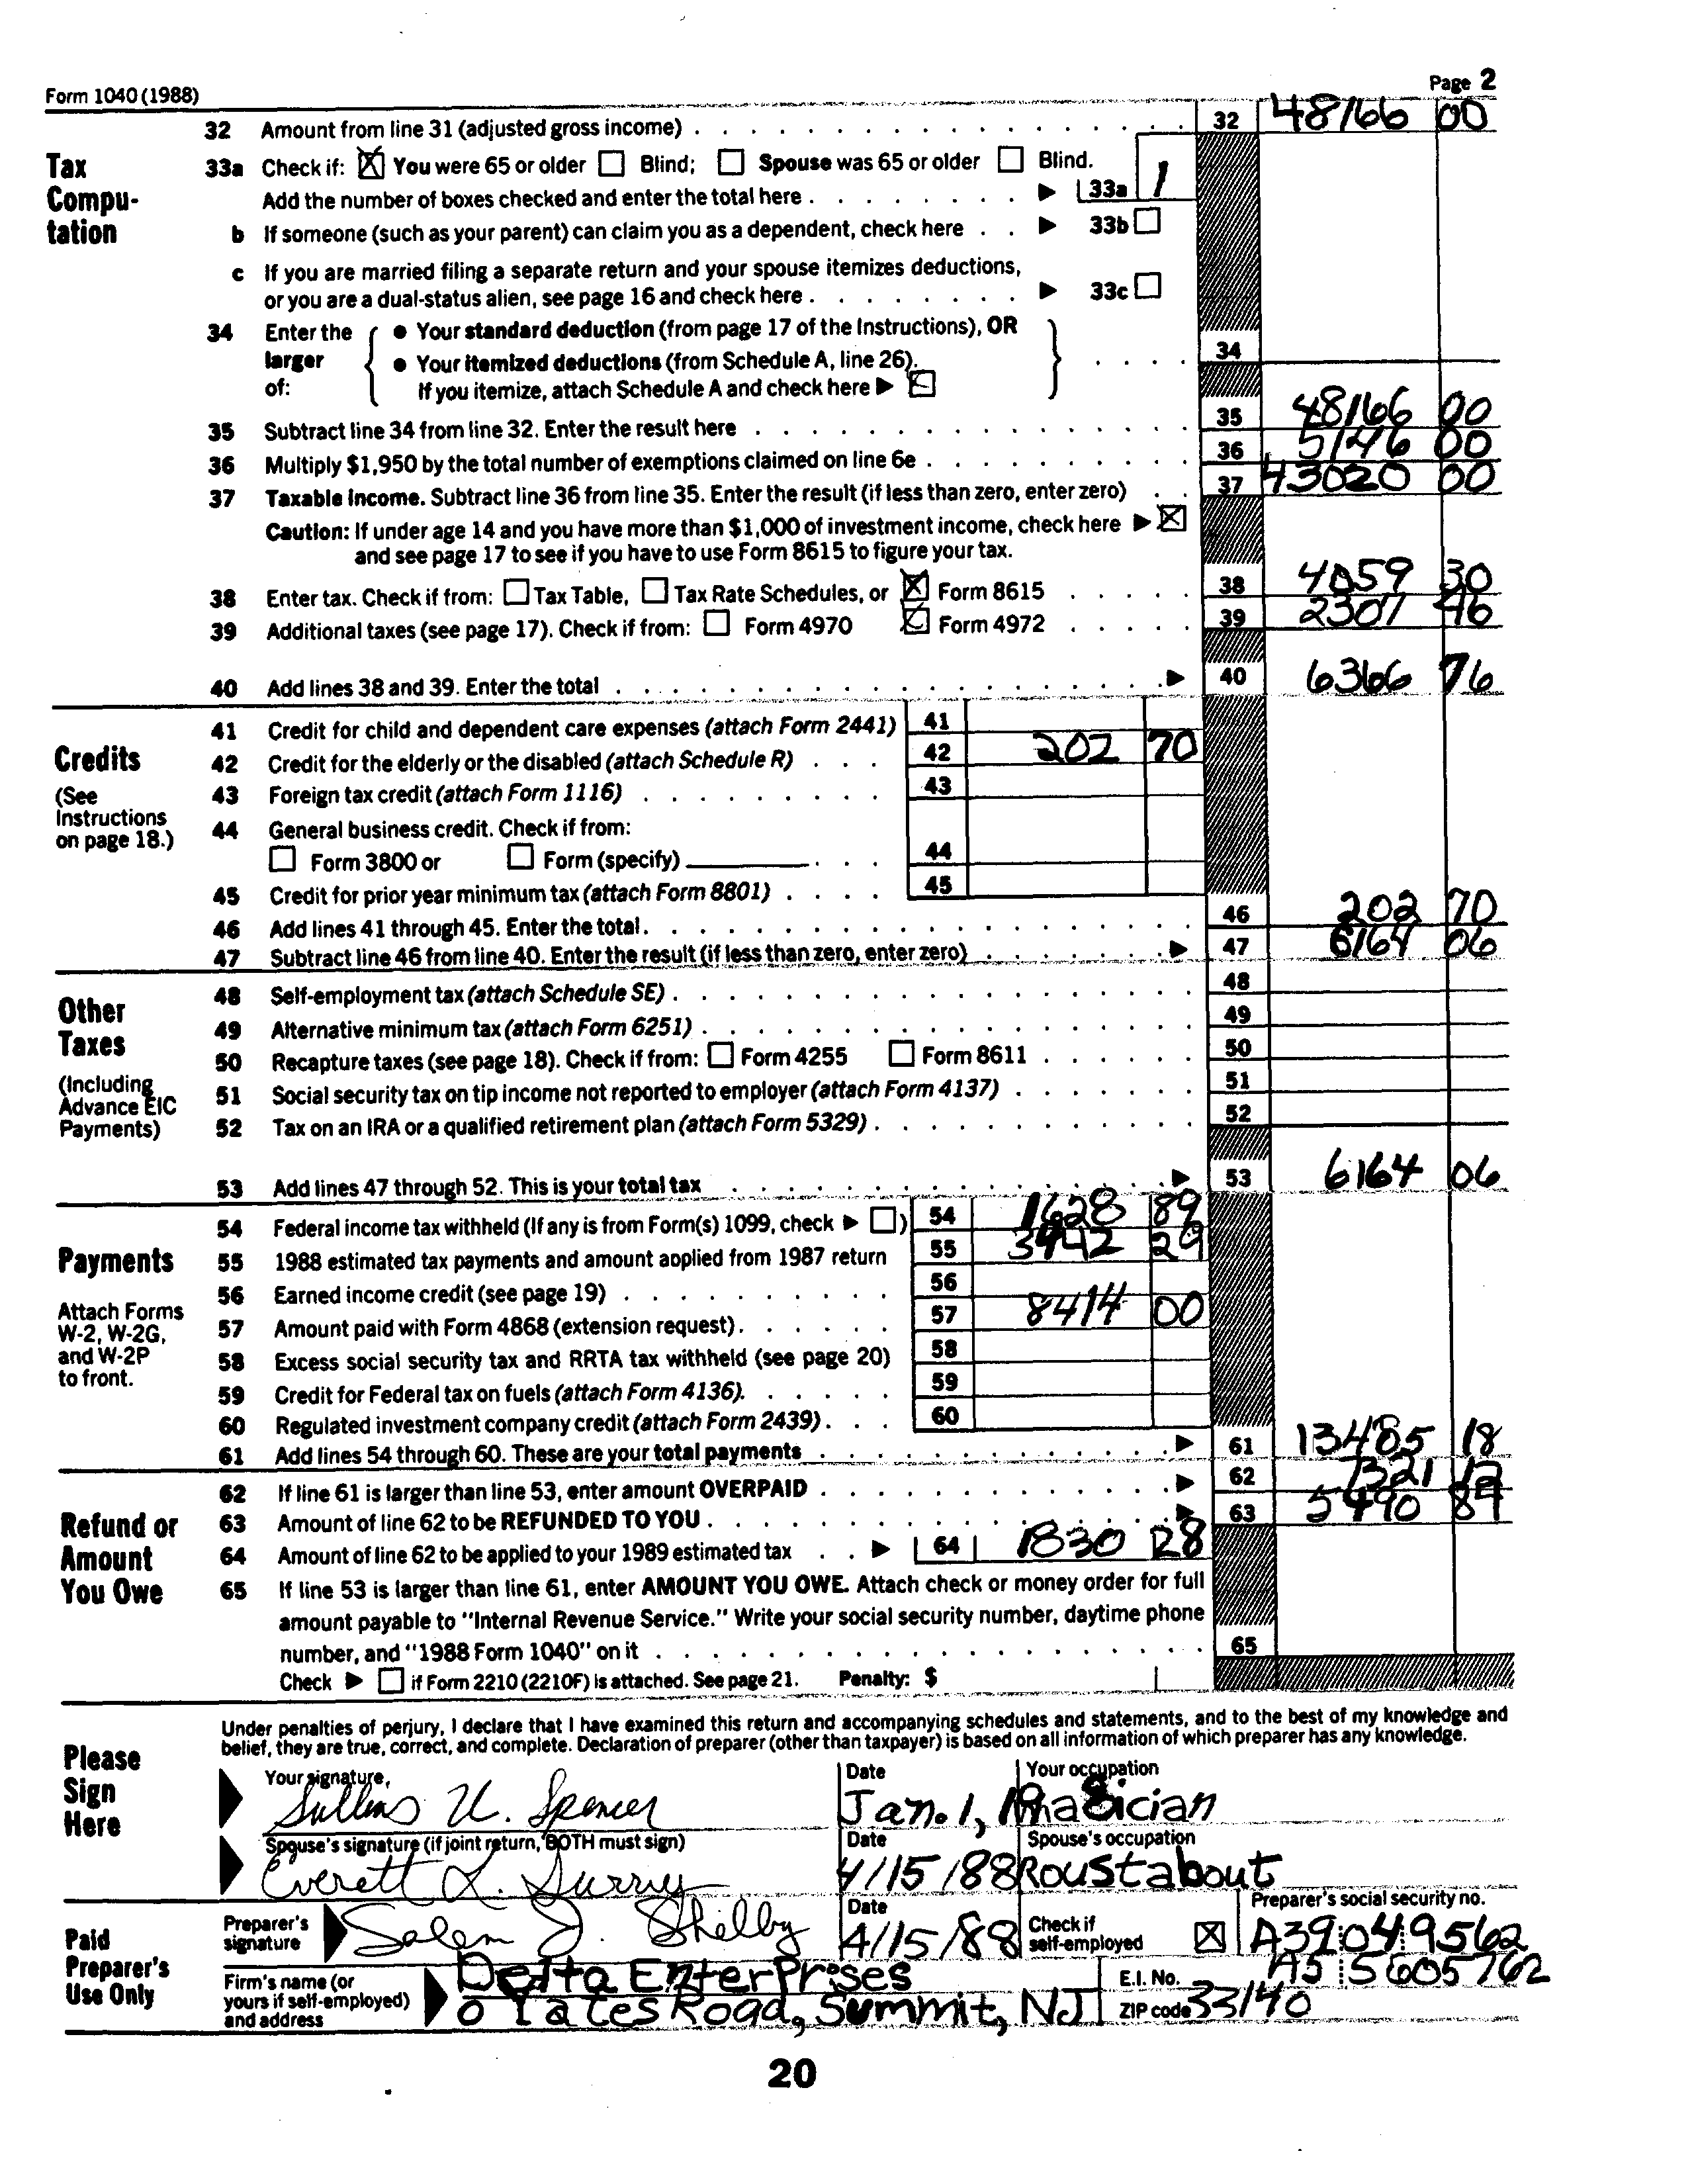 Form 1040 (1988) Page 2
32 Amount from line 31 (adjusted gross income) 32 48166 00
Tax Compu-tation
33a Check if: [X] You were 65 or older [ ] Blind; [ ] Spouse was 65 or older [ ] Blind.
Add the number of boxes checked and enter the total here 33a 1
b If someone (such as your parent) can claim you as a dependent, check here 33b
c If you are married filing a separate return and your spouse itemizes deductions,
or you are a dual-status alien, see page 16 and check here 33c
34 Enter the larger of: • Your standard deduction (from page 17 of the Instructions), OR
• Your itemized deductions (from Schedule A, line 26). 34
If you itemize, attach Schedule A and check here
35 Subtract line 34 from line 32. Enter the result here 35 48166 00
36 Multiply $1,950 by the total number of exemptions claimed on line 6e 36 5146 00
37 Taxable income. Subtract line 36 from line 35. Enter the result (if less than zero, enter zero) 37 43020 00
Caution: If under age 14 and you have more than $1,000 of investment income, check here [X]
and see page 17 to see if you have to use Form 8615 to figure your tax.
38 Enter tax. Check if from: [ ] Tax Table, [ ] Tax Rate Schedules, or [X] Form 8615 38 4059 30
39 Additional taxes (see page 17). Check if from: [ ] Form 4970 [X] Form 4972 39 2307 46
40 Add lines 38 and 39. Enter the total 40 6366 76
Credits
(See Instructions on page 18.)
41 Credit for child and dependent care expenses (attach Form 2441) 41
42 Credit for the elderly or the disabled (attach Schedule R) 42 202 70
43 Foreign tax credit (attach Form 1116) 43
44 General business credit. Check if from:
[ ] Form 3800 or [ ] Form (specify) 44
45 Credit for prior year minimum tax (attach Form 8801) 45
46 Add lines 41 through 45. Enter the total. 46 202 70
47 Subtract line 46 from line 40. Enter the result (if less than zero, enter zero) 47 6164 06
Other Taxes
(Including Advance EIC Payments)
48 Self-employment tax (attach Schedule SE) 48
49 Alternative minimum tax (attach Form 6251) 49
50 Recapture taxes (see page 18). Check if from: [ ] Form 4255 [ ] Form 8611 50
51 Social security tax on tip income not reported to employer (attach Form 4137) 51
52 Tax on an IRA or a qualified retirement plan (attach Form 5329) 52
53 Add lines 47 through 52. This is your total tax 53 6164 06
Payments
Attach Forms W-2, W-2G, and W-2P to front.
54 Federal income tax withheld (If any is from Form(s) 1099, check [ ]) 54 1628 89
55 1988 estimated tax payments and amount applied from 1987 return 55 3442 29
56 Earned income credit (see page 19) 56
57 Amount paid with Form 4868 (extension request) 57 8414 00
58 Excess social security tax and RRTA tax withheld (see page 20) 58
59 Credit for Federal tax on fuels (attach Form 4136). 59
60 Regulated investment company credit (attach Form 2439) 60
61 Add lines 54 through 60. These are your total payments 61 13485 18
Refund or Amount You Owe
62 If line 61 is larger than line 53, enter amount OVERPAID 62 7321 12
63 Amount of line 62 to be REFUNDED TO YOU 63 5490 84
64 Amount of line 62 to be applied to your 1989 estimated tax 64 1830 28
65 If line 53 is larger than line 61, enter AMOUNT YOU OWE. Attach check or money order for full
amount payable to "Internal Revenue Service." Write your social security number, daytime phone
number, and "1988 Form 1040" on it 65
Check [ ] if Form 2210 (2210F) is attached. See page 21. Penalty: $
Please Sign Here
Under penalties of perjury, I declare that I have examined this return and accompanying schedules and statements, and to the best of my knowledge and
belief, they are true, correct, and complete. Declaration of preparer (other than taxpayer) is based on all information of which preparer has any knowledge.
Your signature, Date Your occupation
Sullens U. Spencer Jan. 1, Magician
Spouse's signature (if joint return, BOTH must sign) Date Spouse's occupation
Everett L. Surry 4/15/88 Roustabout
Paid Preparer's Use Only
Preparer's signature Salem J. Shelby Date 4/15/88 Check if self-employed [X] Preparer's social security no. A39 04 9562
Firm's name (or yours if self-employed) and address Delta Enterprises E.I. No. A5 5605762
Yates Road, Summit, NJ ZIP code 33140
20